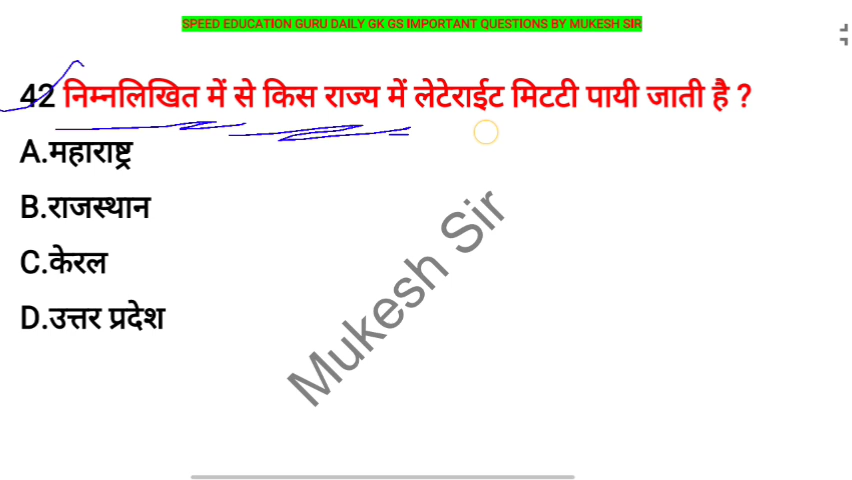 SPEED EDUCATION GURU DAILY GK GS IMPORTANT QUESTIONS BY MUKESH SIR
42 निम्नलिखित में से किस राज्य में लेटेराईट मिटटी पायी जाती है ?
A.महाराष्ट्र
B.राजस्थान
C.केरल
D.उत्तर प्रदेश
Mukesh Sir